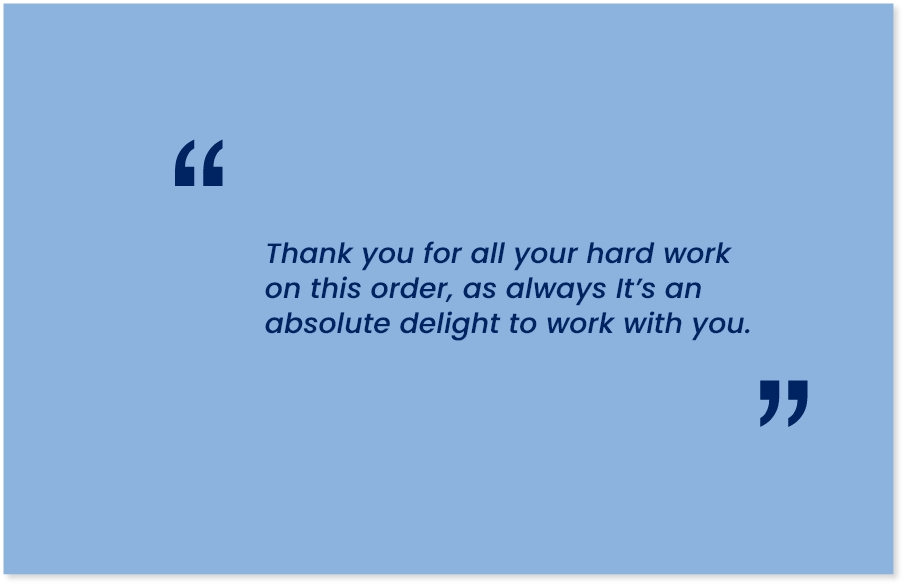 “
Thank you for all your hard work
on this order, as always It’s an
absolute delight to work with you.
”